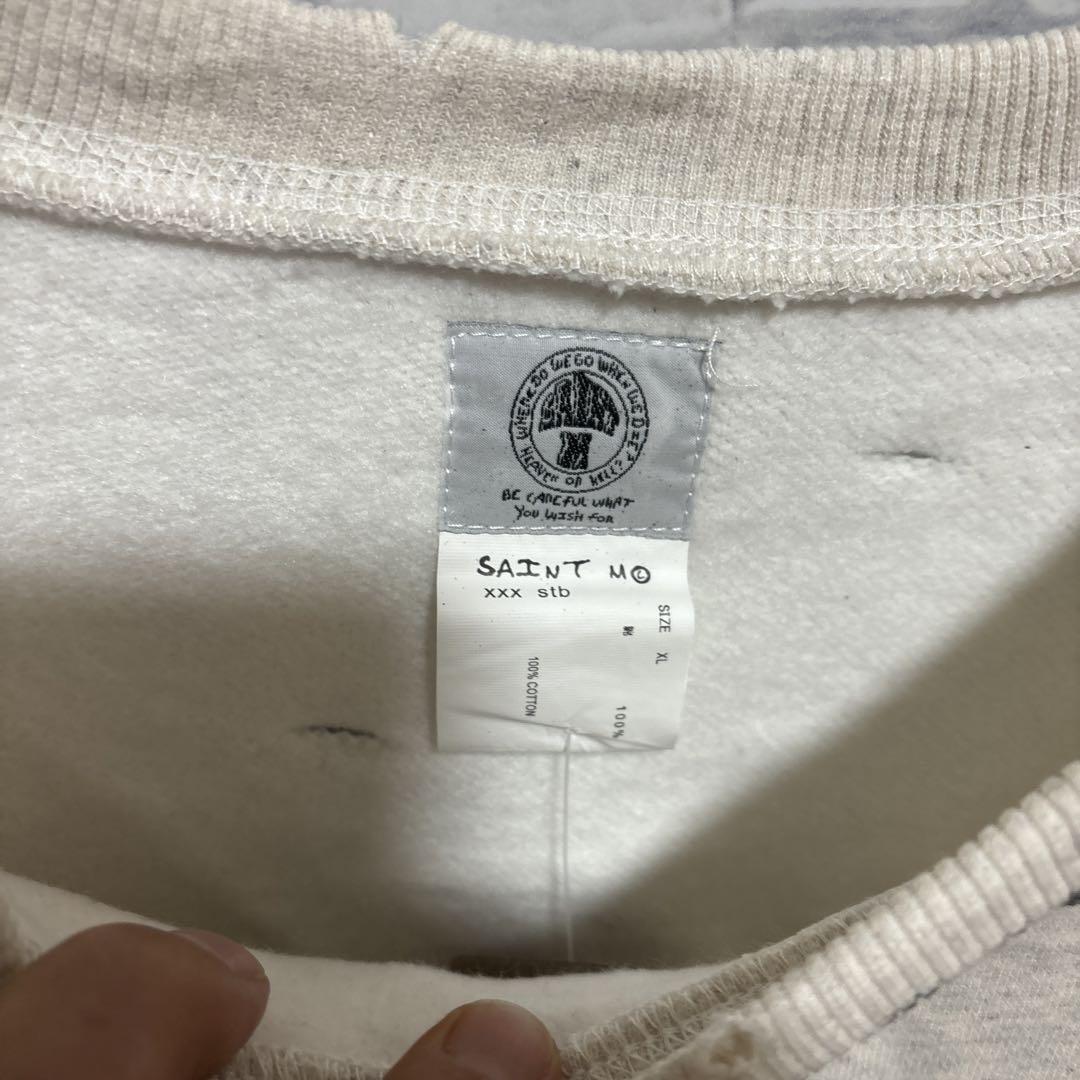 WHERE DO WE GO WHEN WE DIE?
SAINT
M
HEAVEN OR HELL?
BE CAREFUL WHAT
YOU WISH FOR
SAINT M©
xxx stb
SIZE XL
100%
100% COTTON